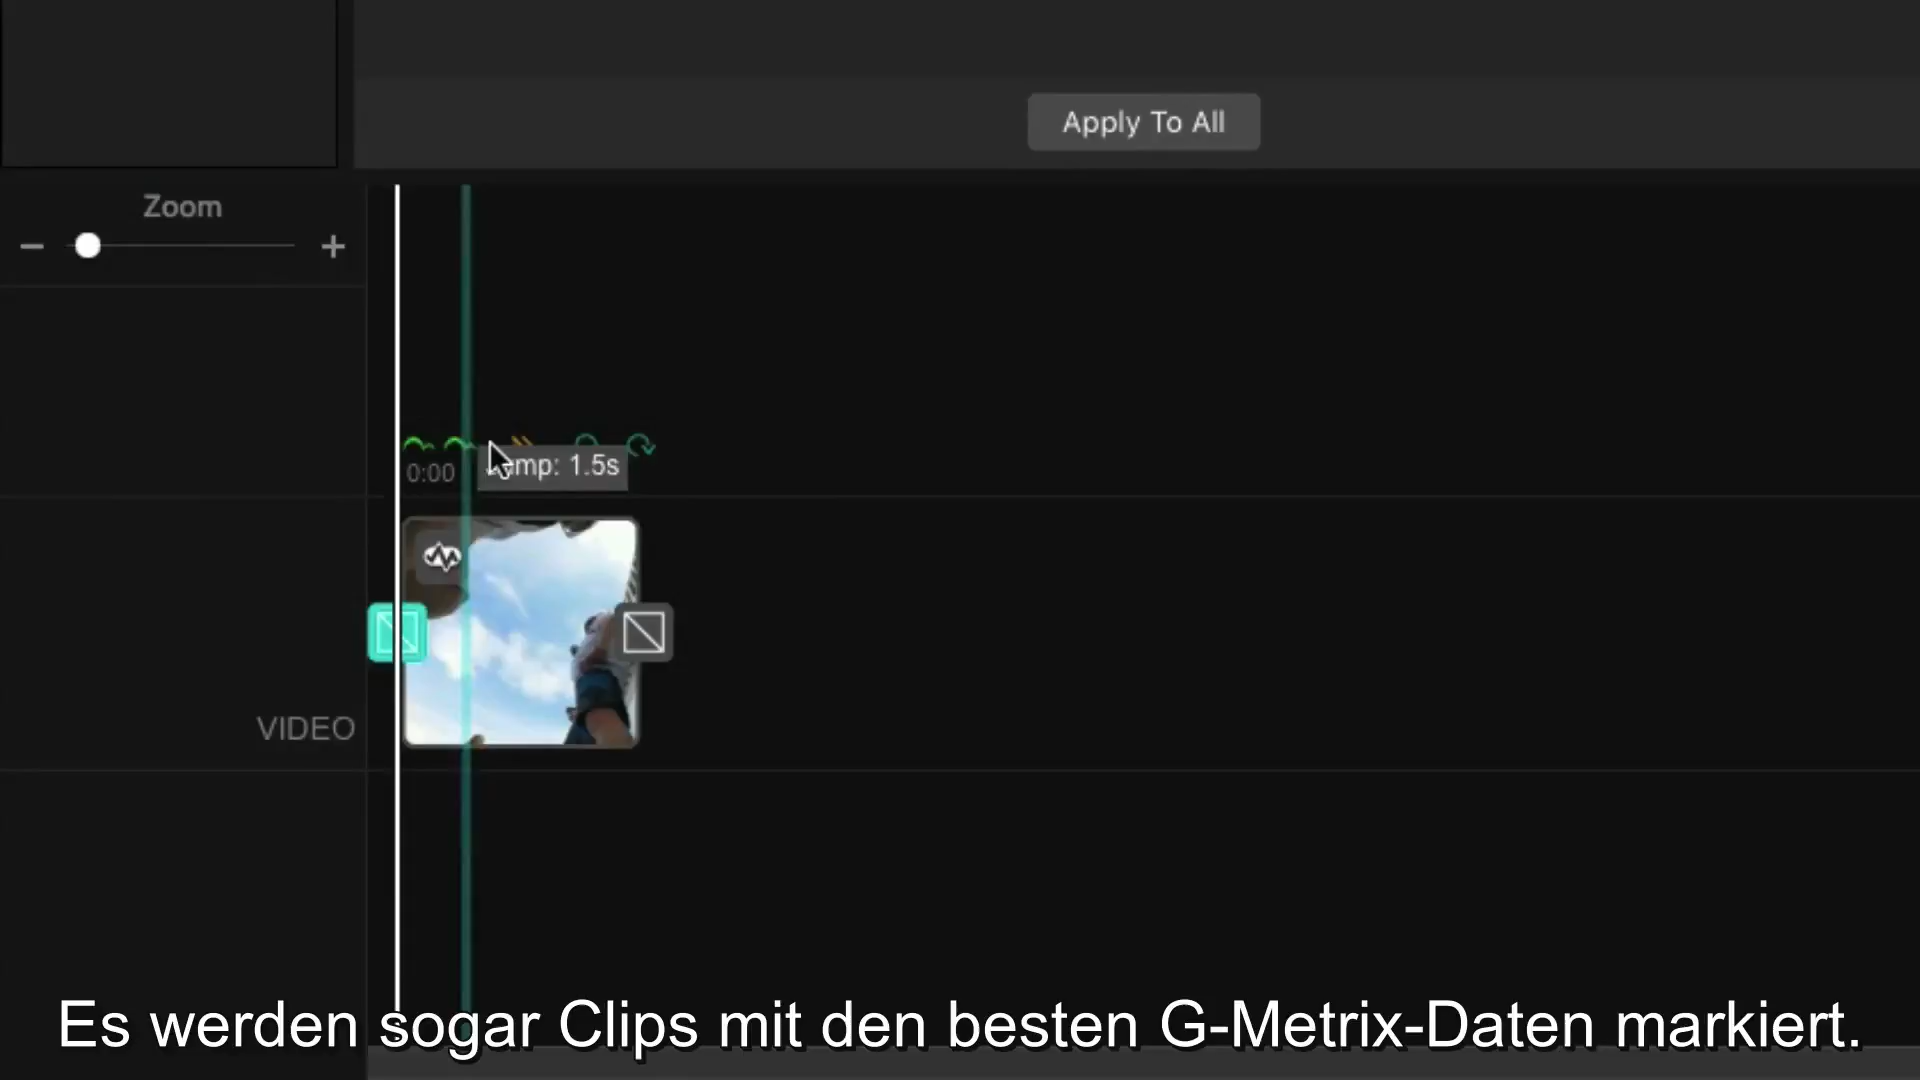 Apply To All
Zoom
0:00
1.5s
VIDEO
Es werden sogar Clips mit den besten G-Metrix-Daten markiert.